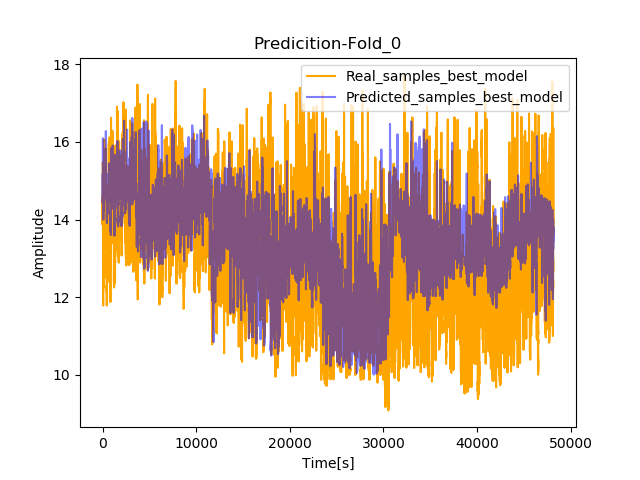 Predicition-Fold_0
Real_samples_best_model
Predicted_samples_best_model
18
16
14
12
10
Amplitude
0
10000
20000
30000
40000
50000
Time[s]